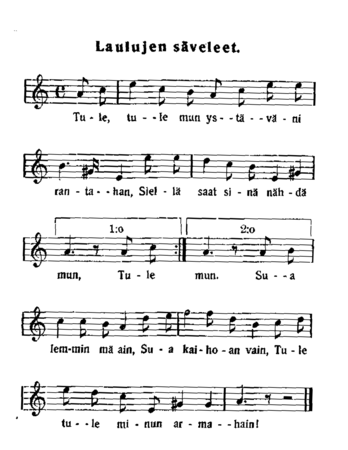 Laulujen säveleet.
Tu - le, tu - - le mun ys - - tä - - vä - ni
ran - ta - han, Siel - lä saat si - nä näh - dä
1:o 2:o
mun, Tu - le mun. Su - - a
lem-min mä ain, Su - a kai-ho - an vain, Tu - le
tu - - le mi - nun ar - ma - hain!